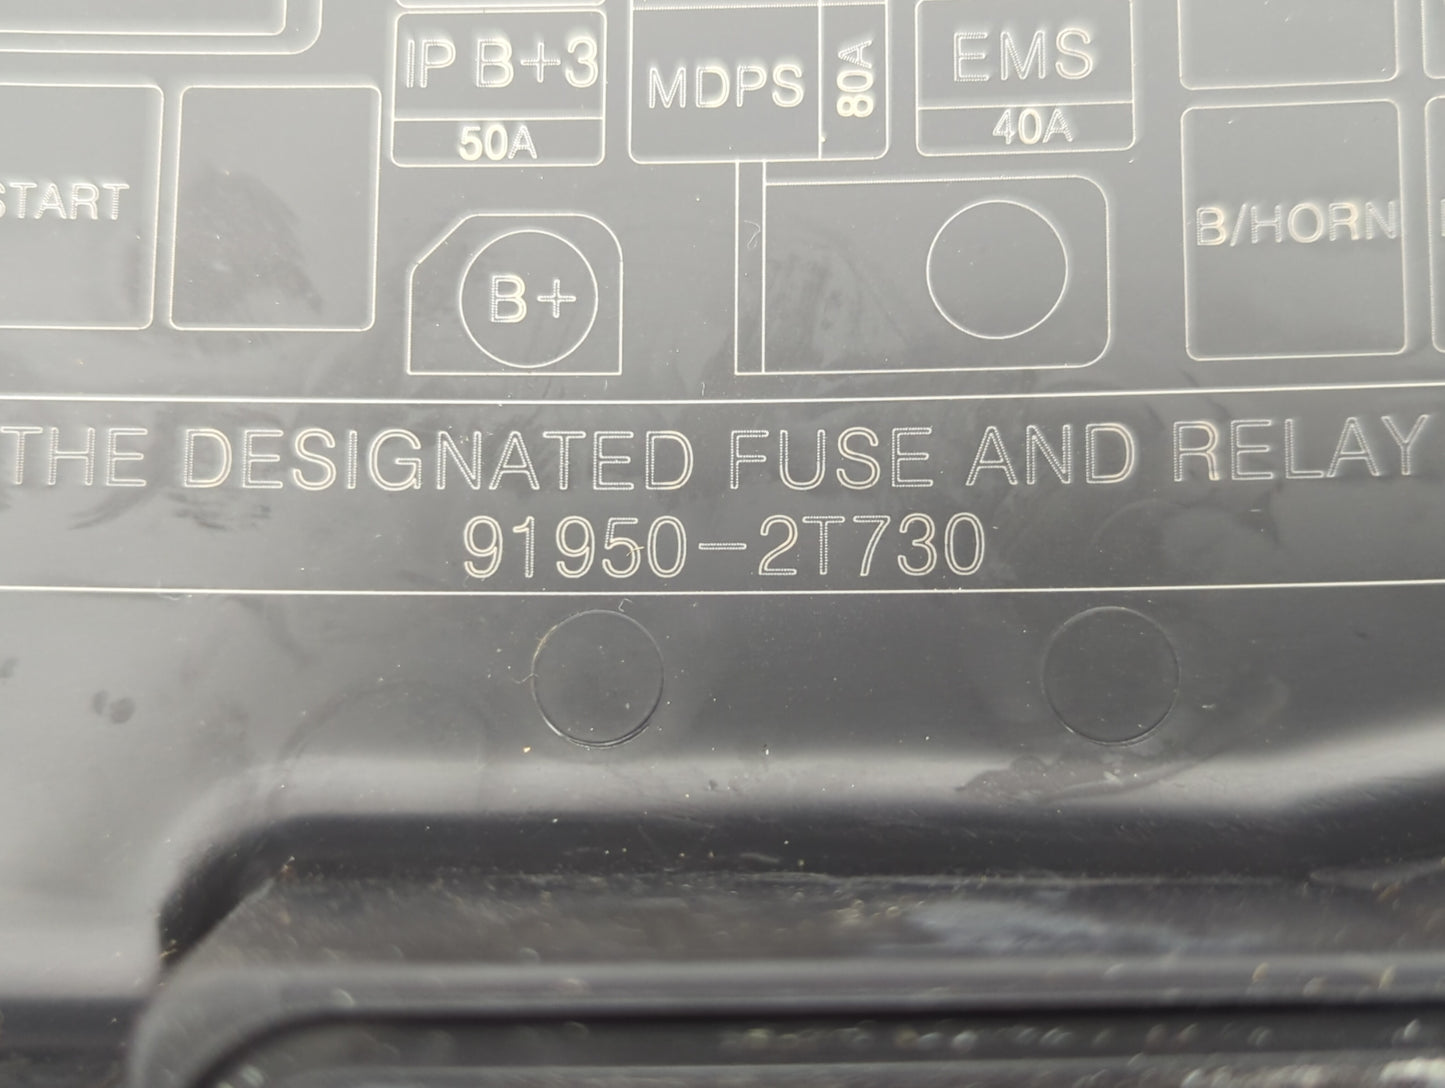 IP B+3
50A
MDPS
80A
EMS
40A
START
B+
B/HORN
THE DESIGNATED FUSE AND RELAY
91950-2T730